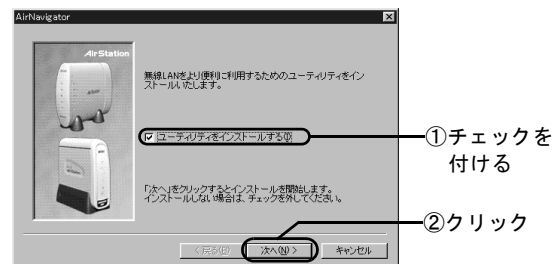 AirNavigator
AirStation
無線LANをより便利に利用するためのユーティリティをイン
ストールいたします。
ユーティリティをインストールする(I)
①チェックを
付ける
「次へ」をクリックするとインストールを開始します。
インストールしない場合は、チェックを外してください。
②クリック
< 戻る(B) 次へ(N) > キャンセル